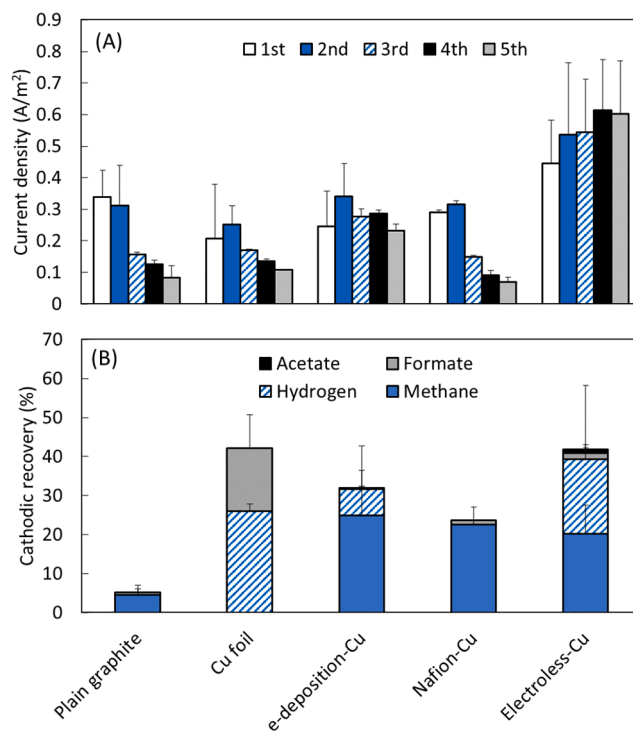 (A)
1st 2nd 3rd 4th 5th
Current density (A/m²)
0.9
0.8
0.7
0.6
0.5
0.4
0.3
0.2
0.1
0
(B)
Acetate Formate
Hydrogen Methane
Cathodic recovery (%)
70
60
50
40
30
20
10
0
Plain graphite
Cu foil
e-deposition-Cu
Nafion-Cu
Electroless-Cu